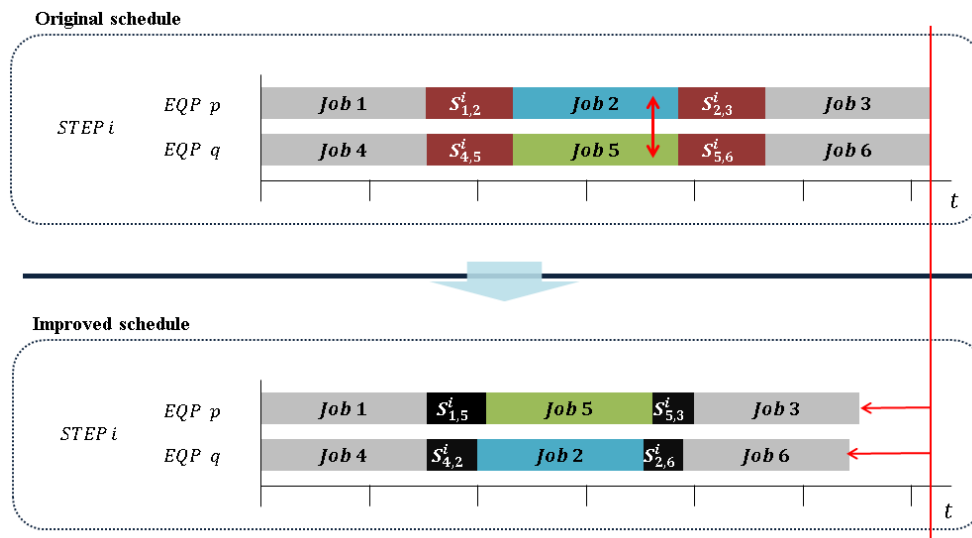 Original schedule
EQP p Job 1 S^i_{1,2} Job 2 S^i_{2,3} Job 3
STEP i
EQP q Job 4 S^i_{4,5} Job 5 S^i_{5,6} Job 6
t
Improved schedule
EQP p Job 1 S^i_{1,5} Job 5 S^i_{5,3} Job 3
STEP i
EQP q Job 4 S^i_{4,2} Job 2 S^i_{2,6} Job 6
t